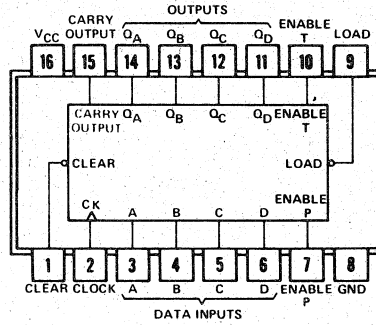 OUTPUTS
VCC CARRY OUTPUT QA QB QC QD ENABLE T LOAD
16 15 14 13 12 11 10 9
CARRY OUTPUT QA QB QC QD ENABLE T
CLEAR LOAD
CK A B C D ENABLE P
1 2 3 4 5 6 7 8
CLEAR CLOCK A B C D ENABLE P GND
DATA INPUTS